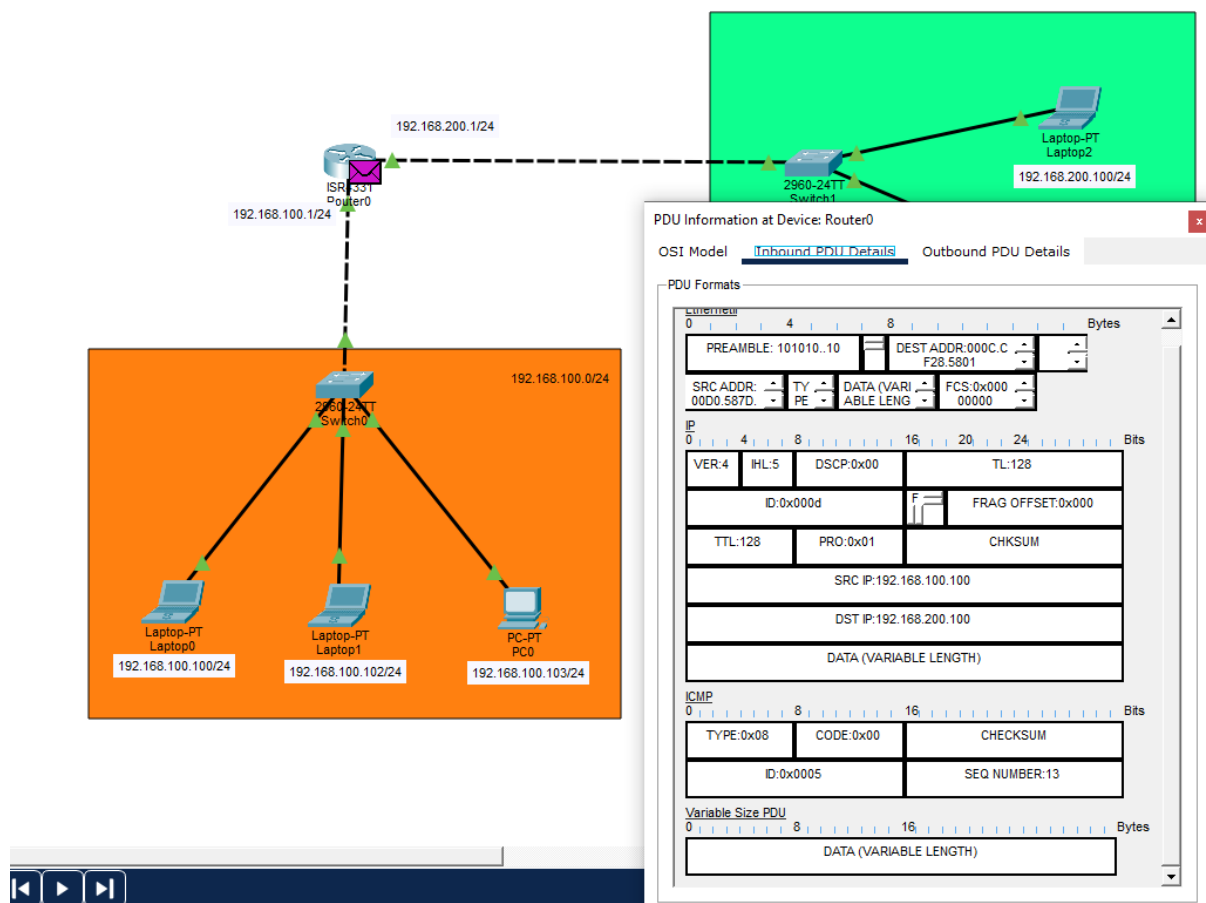 192.168.200.1/24
ISR4331
Router0
192.168.100.1/24
Laptop-PT
Laptop2
192.168.200.100/24
2960-24TT
Switch1
192.168.100.0/24
2960-24TT
Switch0
Laptop-PT
Laptop0
192.168.100.100/24
Laptop-PT
Laptop1
192.168.100.102/24
PC-PT
PC0
192.168.100.103/24
PDU Information at Device: Router0
x
OSI Model Inbound PDU Details Outbound PDU Details
PDU Formats
EthernetII
0 4 8 Bytes
PREAMBLE: 101010..10
DEST ADDR:000C.C
F28.5801
SRC ADDR:
00D0.587D.
TY
PE
DATA (VARI
ABLE LENG
FCS:0x000
00000
IP
0 4 8 16 20 24 Bits
VER:4 IHL:5 DSCP:0x00 TL:128
ID:0x000d F FRAG OFFSET:0x000
TTL:128 PRO:0x01 CHKSUM
SRC IP:192.168.100.100
DST IP:192.168.200.100
DATA (VARIABLE LENGTH)
ICMP
0 8 16 Bits
TYPE:0x08 CODE:0x00 CHECKSUM
ID:0x0005 SEQ NUMBER:13
Variable Size PDU
0 8 16 Bytes
DATA (VARIABLE LENGTH)